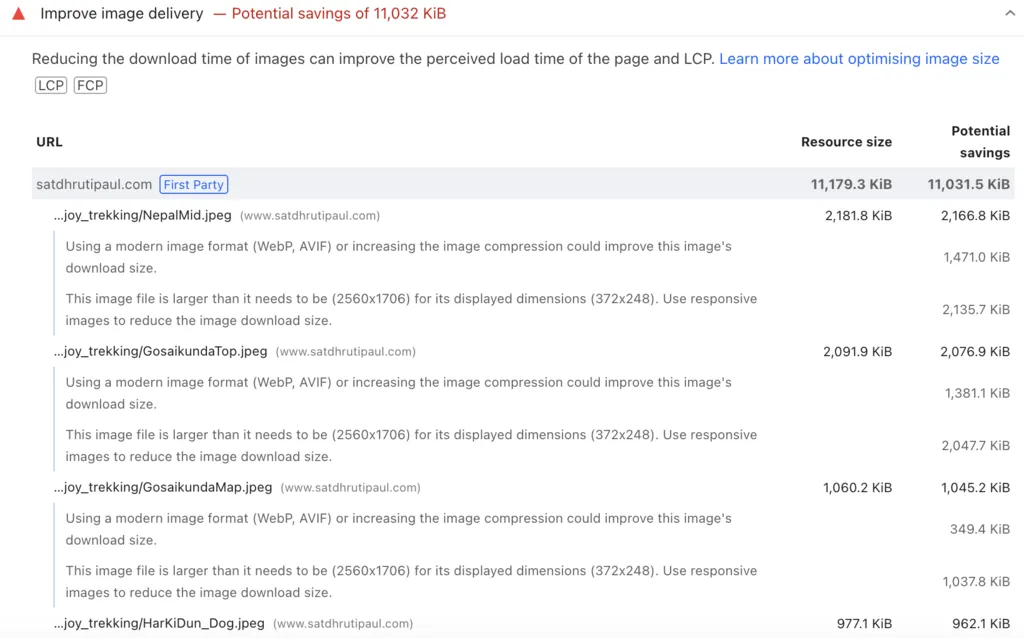 Improve image delivery — Potential savings of 11,032 KiB
Reducing the download time of images can improve the perceived load time of the page and LCP. Learn more about optimising image size
LCP FCP
URL Resource size Potential savings
satdhrutipaul.com First Party 11,179.3 KiB 11,031.5 KiB
...joy_trekking/NepalMid.jpeg (www.satdhrutipaul.com) 2,181.8 KiB 2,166.8 KiB
Using a modern image format (WebP, AVIF) or increasing the image compression could improve this image's
download size. 1,471.0 KiB
This image file is larger than it needs to be (2560x1706) for its displayed dimensions (372x248). Use responsive
images to reduce the image download size. 2,135.7 KiB
...joy_trekking/GosaikundaTop.jpeg (www.satdhrutipaul.com) 2,091.9 KiB 2,076.9 KiB
Using a modern image format (WebP, AVIF) or increasing the image compression could improve this image's
download size. 1,381.1 KiB
This image file is larger than it needs to be (2560x1706) for its displayed dimensions (372x248). Use responsive
images to reduce the image download size. 2,047.7 KiB
...joy_trekking/GosaikundaMap.jpeg (www.satdhrutipaul.com) 1,060.2 KiB 1,045.2 KiB
Using a modern image format (WebP, AVIF) or increasing the image compression could improve this image's
download size. 349.4 KiB
This image file is larger than it needs to be (2560x1706) for its displayed dimensions (372x248). Use responsive
images to reduce the image download size. 1,037.8 KiB
...joy_trekking/HarKiDun_Dog.jpeg (www.satdhrutipaul.com) 977.1 KiB 962.1 KiB